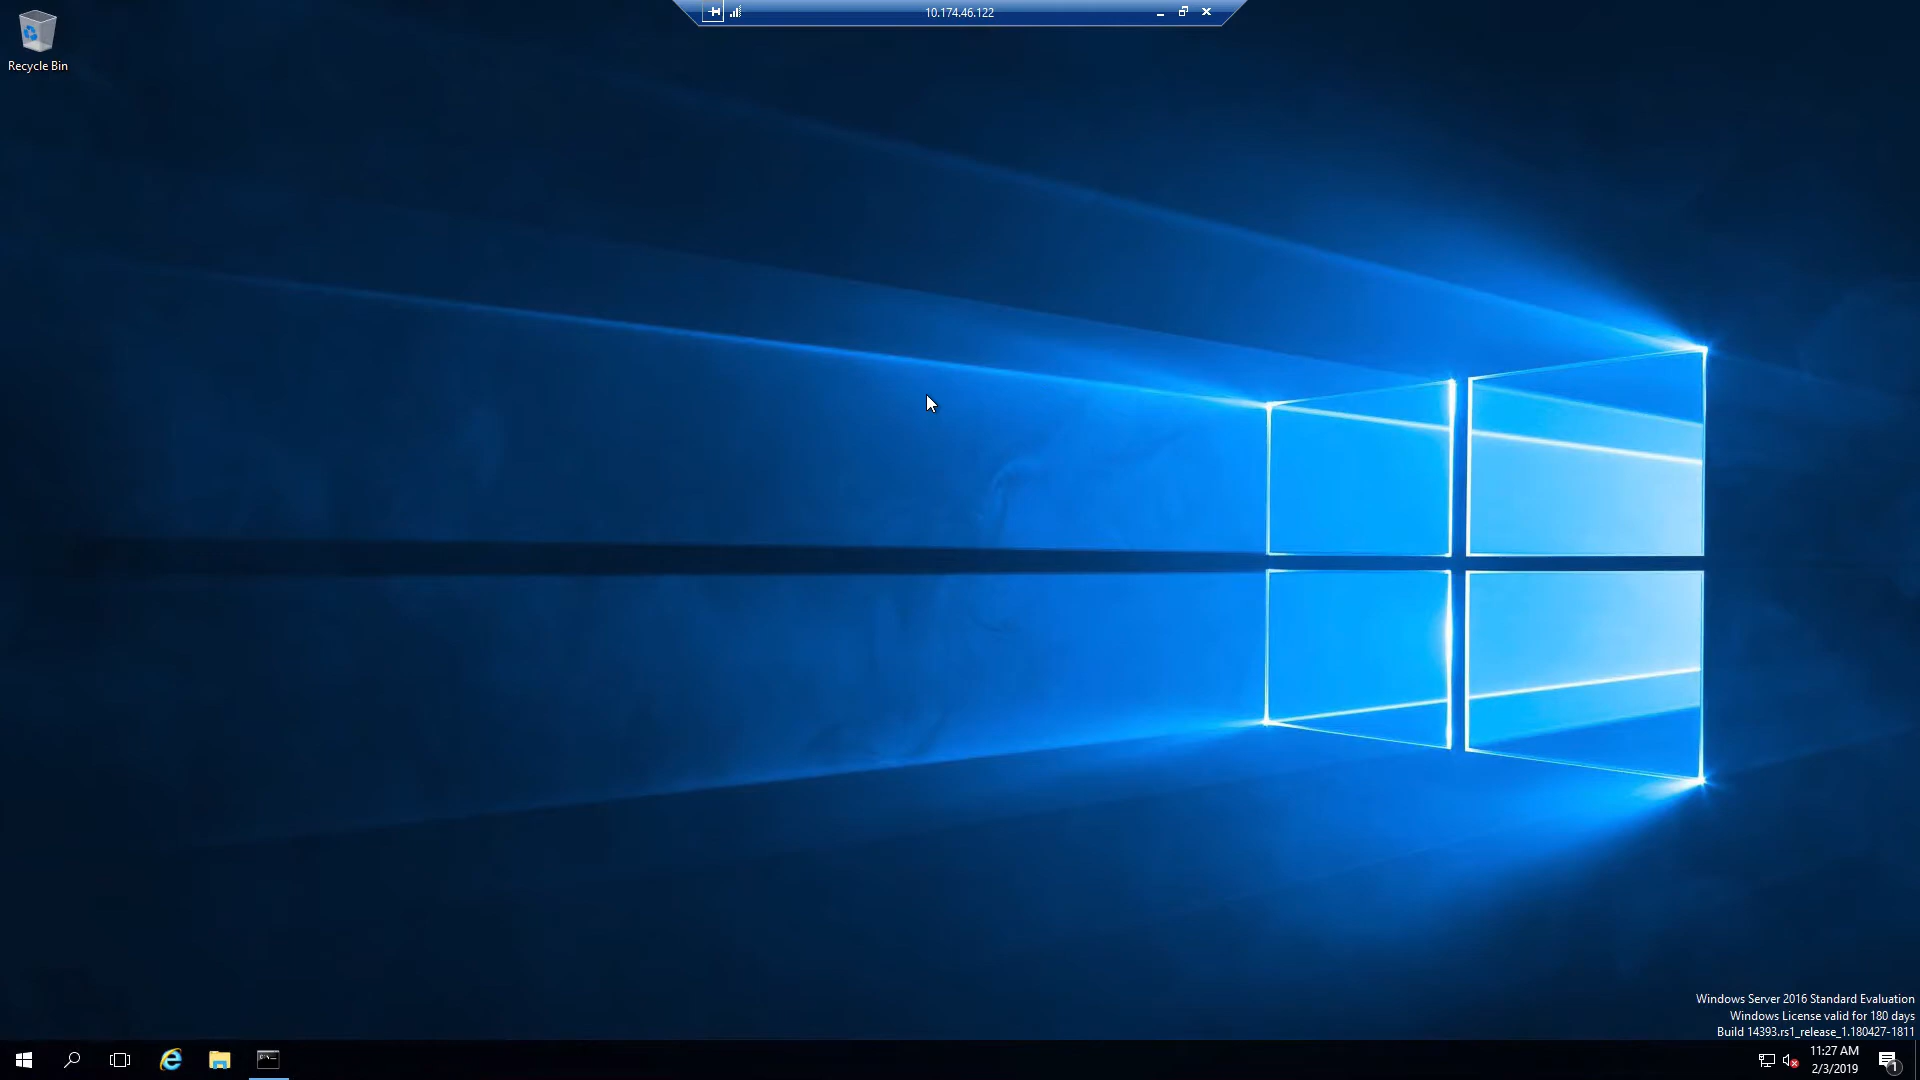 10.174.46.122
Recycle Bin
Windows Server 2016 Standard Evaluation
Windows License valid for 180 days
Build 14393.rs1_release_1.180427-1811
11:27 AM
2/3/2019
1